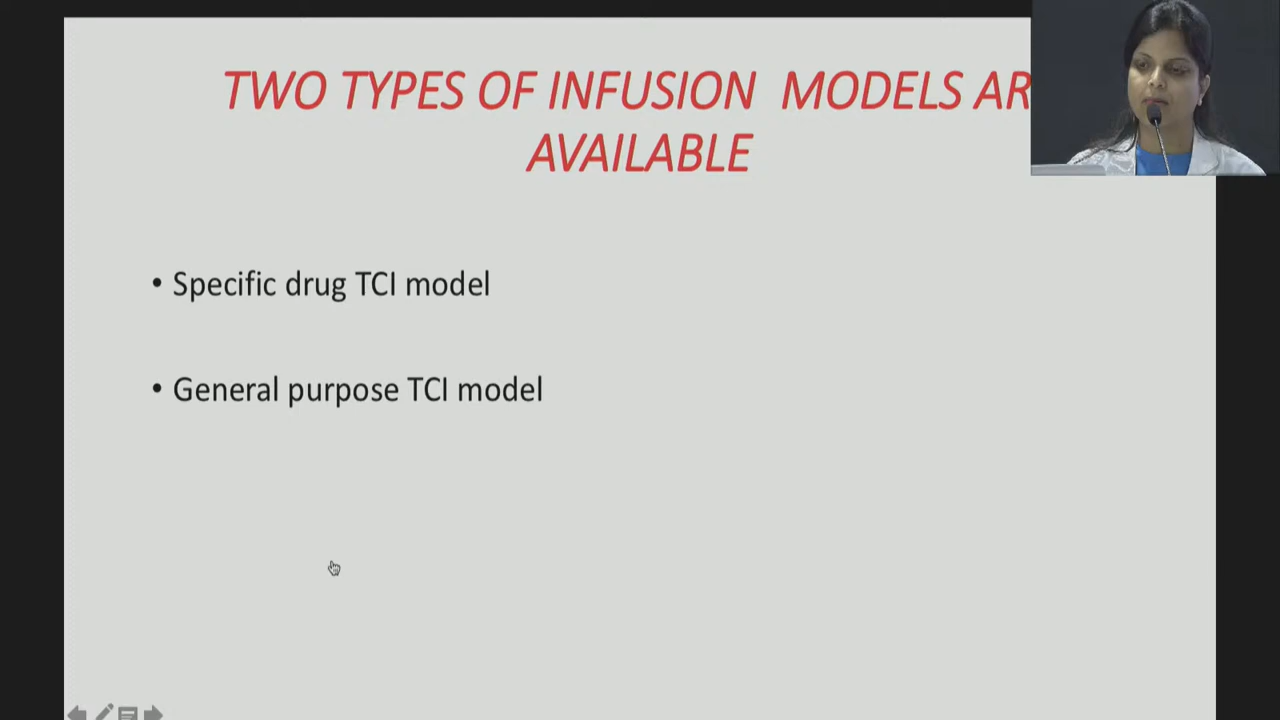 TWO TYPES OF INFUSION MODELS AR
AVAILABLE
• Specific drug TCI model
• General purpose TCI model